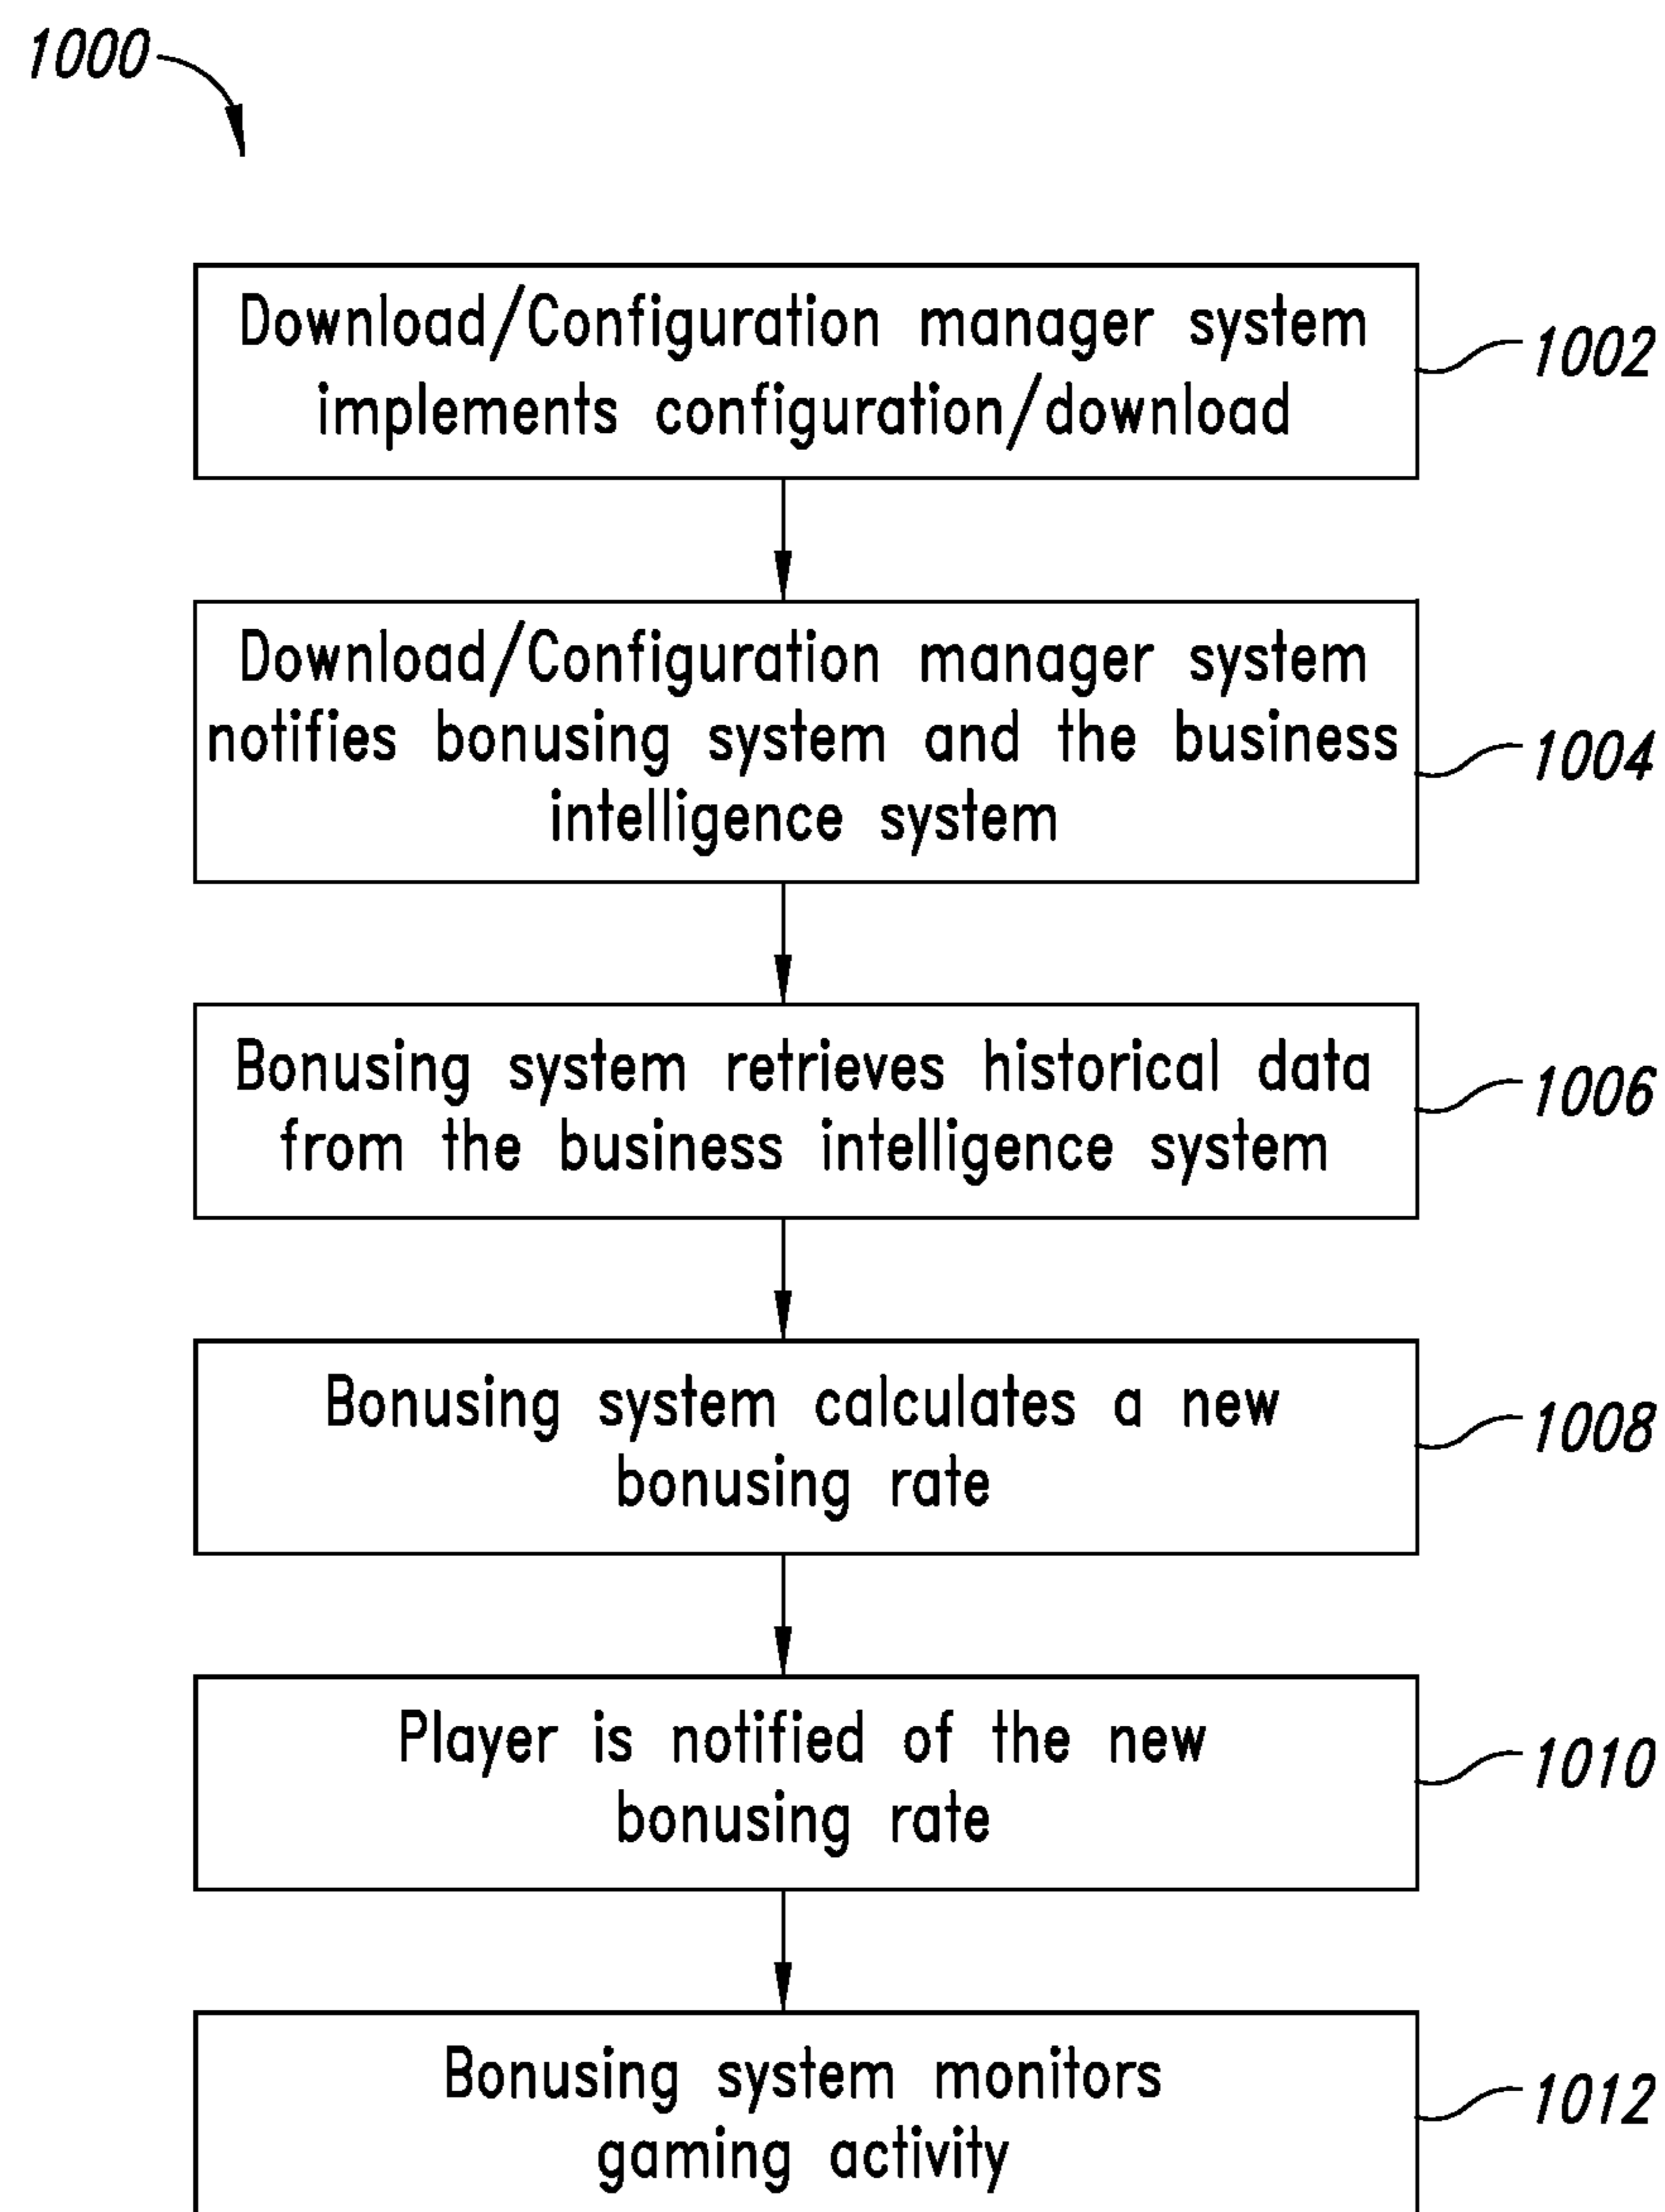 1000
Download/Configuration manager system
implements configuration/download
1002
Download/Configuration manager system
notifies bonusing system and the business
intelligence system
1004
Bonusing system retrieves historical data
from the business intelligence system
1006
Bonusing system calculates a new
bonusing rate
1008
Player is notified of the new
bonusing rate
1010
Bonusing system monitors
gaming activity
1012